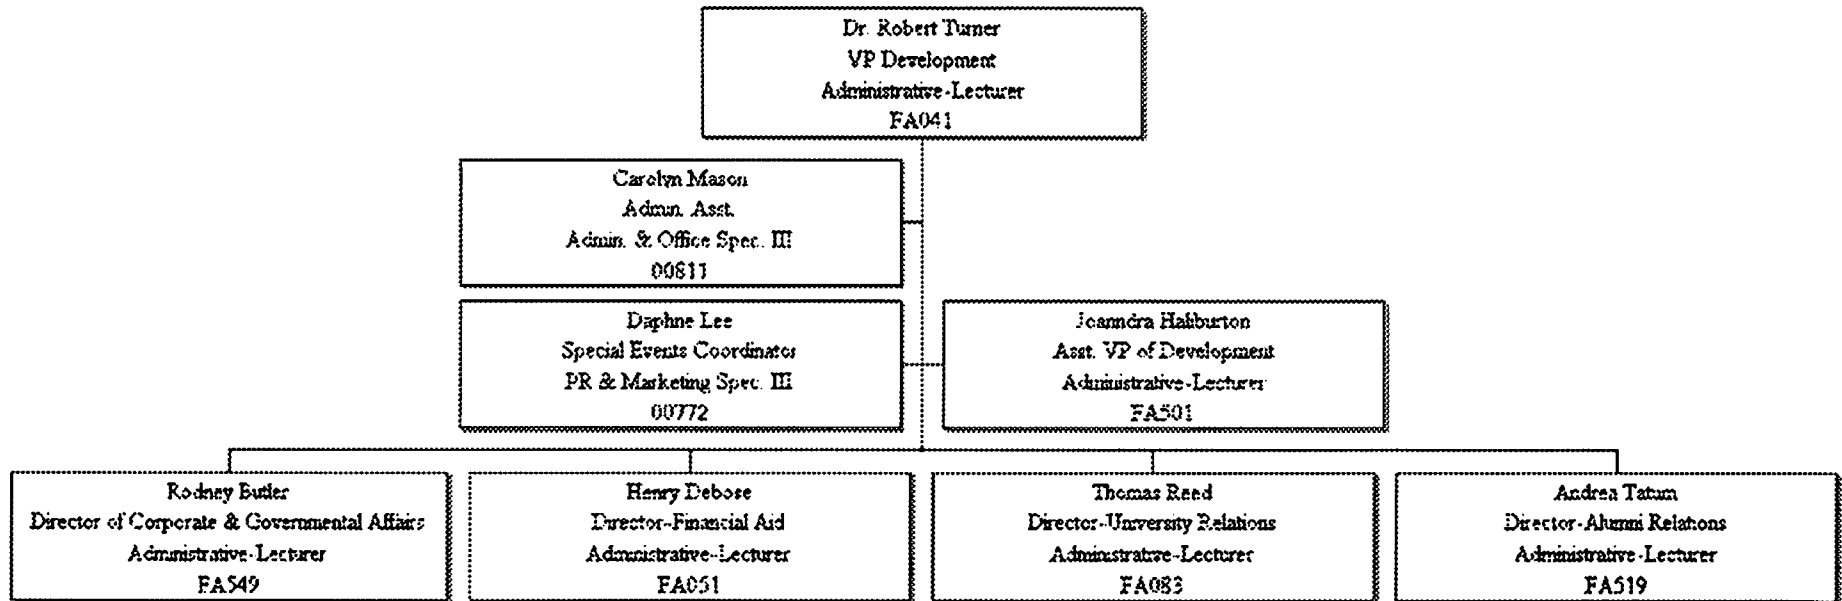 Dr. Robert Turner
VP Development
Administrative-Lecturer
FA041
Carolyn Mason
Admin. Asst.
Admin. & Office Spec. III
00811
Daphne Lee
Special Events Coordinator
PR & Marketing Spec. III
00772
Joanndra Haliburton
Asst. VP of Development
Administrative-Lecturer
FA501
Rodney Butler
Director of Corporate & Governmental Affairs
Administrative-Lecturer
FA549
Henry Debose
Director-Financial Aid
Administrative-Lecturer
FA051
Thomas Reed
Director-University Relations
Administrative-Lecturer
FA083
Andrea Tatum
Director-Alumni Relations
Administrative-Lecturer
FA519